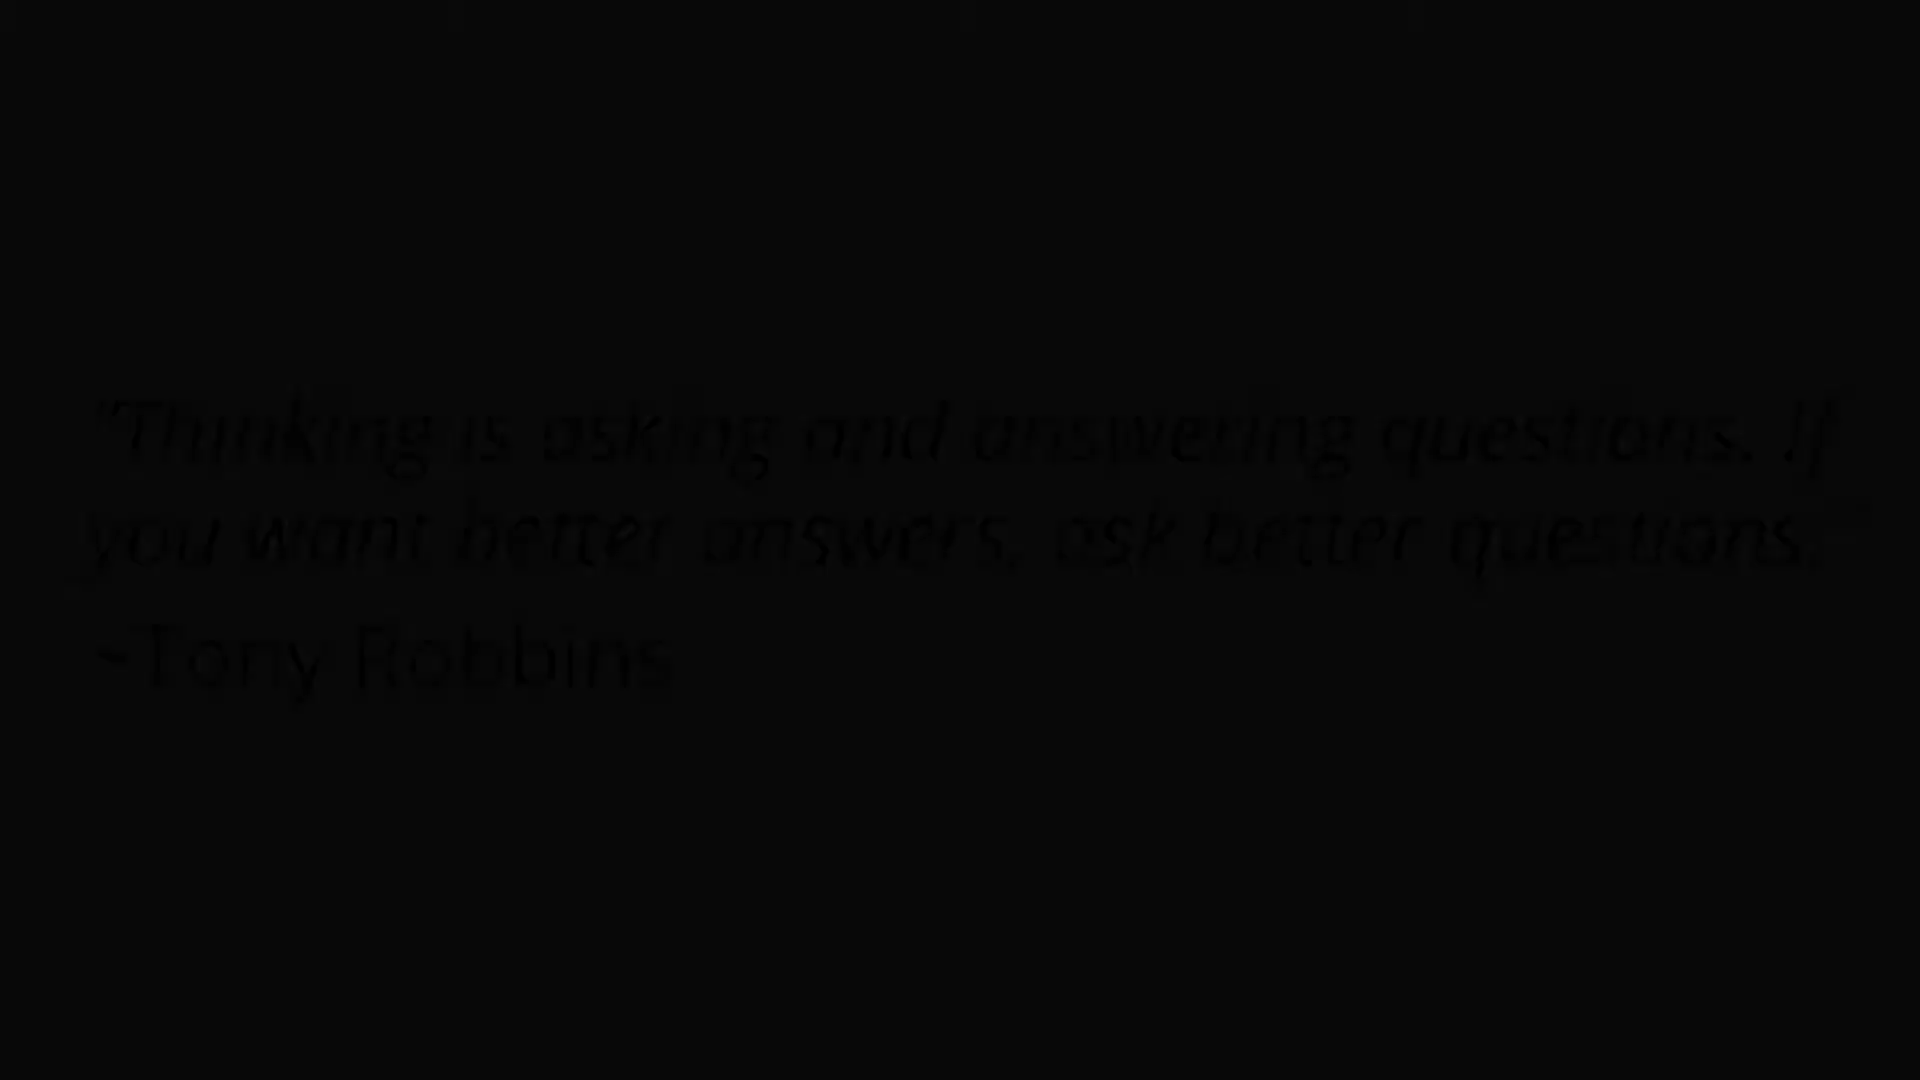 "Thinking is asking and answering questions. If
you want better answers, ask better questions."
~Tony Robbins